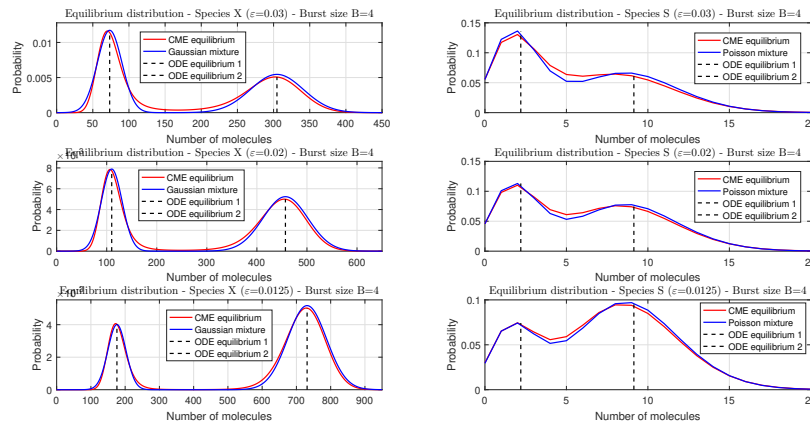 Equilibrium distribution - Species X (ε=0.03) - Burst size B=4
Probability
0.01
0.005
0
CME equilibrium
Gaussian mixture
ODE equilibrium 1
ODE equilibrium 2
0 50 100 150 200 250 300 350 400 450
Number of molecules
Equilibrium distribution - Species S (ε=0.03) - Burst size B=4
Probability
0.15
0.1
0.05
0
CME equilibrium
Poisson mixture
ODE equilibrium 1
ODE equilibrium 2
0 5 10 15 20
Number of molecules
Equilibrium distribution - Species X (ε=0.02) - Burst size B=4
Probability
8
6
4
2
0
CME equilibrium
Gaussian mixture
ODE equilibrium 1
ODE equilibrium 2
0 100 200 300 400 500 600
Number of molecules
Equilibrium distribution - Species S (ε=0.02) - Burst size B=4
Probability
0.15
0.1
0.05
0
CME equilibrium
Poisson mixture
ODE equilibrium 1
ODE equilibrium 2
0 5 10 15 20
Number of molecules
Equilibrium distribution - Species X (ε=0.0125) - Burst size B=4
Probability
4
2
0
CME equilibrium
Gaussian mixture
ODE equilibrium 1
ODE equilibrium 2
0 100 200 300 400 500 600 700 800 900
Number of molecules
Equilibrium distribution - Species S (ε=0.0125) - Burst size B=4
Probability
0.1
0.05
0
CME equilibrium
Poisson mixture
ODE equilibrium 1
ODE equilibrium 2
0 5 10 15 20
Number of molecules